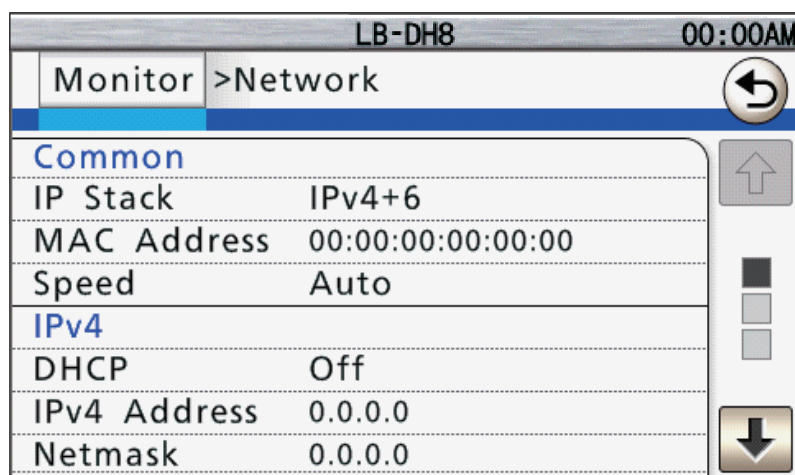 LB-DH8 00:00AM
Monitor >Network
Common
IP Stack IPv4+6
MAC Address 00:00:00:00:00:00
Speed Auto
IPv4
DHCP Off
IPv4 Address 0.0.0.0
Netmask 0.0.0.0